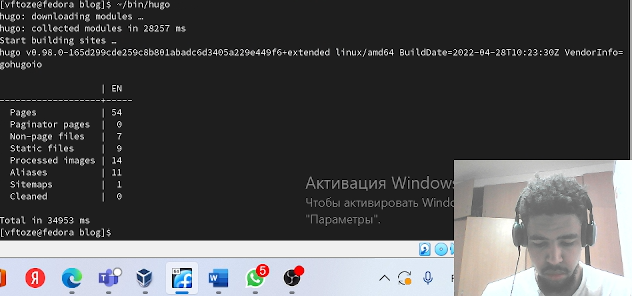 [vftoze@fedora blog]$ ~/bin/hugo
hugo: downloading modules …
hugo: collected modules in 28257 ms
Start building sites …
hugo v0.98.0-165d299cde259c8b801abadc6d3405a229e449f6+extended linux/amd64 BuildDate=2022-04-28T10:23:30Z VendorInfo=
gohugoio
| EN
-------------------+-----
Pages | 54
Paginator pages | 0
Non-page files | 7
Static files | 9
Processed images | 14
Aliases | 11
Sitemaps | 1
Cleaned | 0
Total in 34953 ms
[vftoze@fedora blog]$
Активация Windows
Чтобы активировать Windo
"Параметры".
Я
W
5